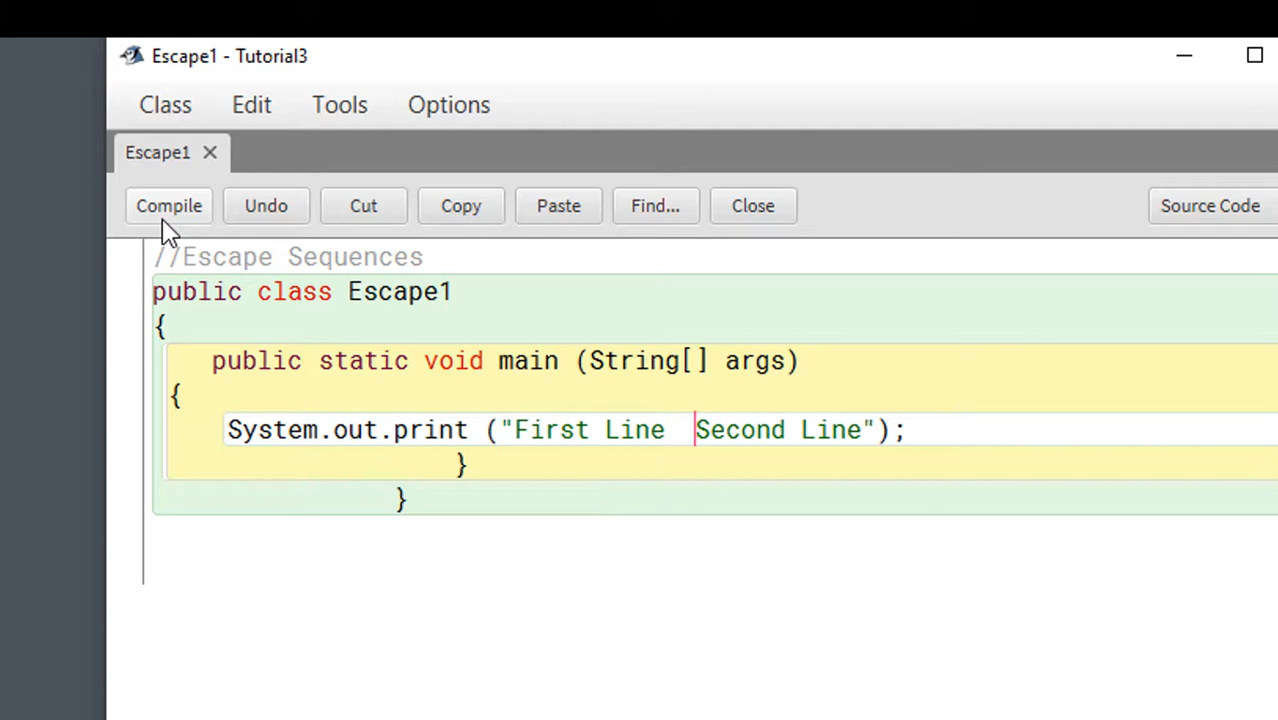 Escape1 - Tutorial3
Class Edit Tools Options
Escape1
Compile Undo Cut Copy Paste Find... Close Source Code
//Escape Sequences
public class Escape1
{
public static void main (String[] args)
{
System.out.print ("First Line  Second Line");
}
}